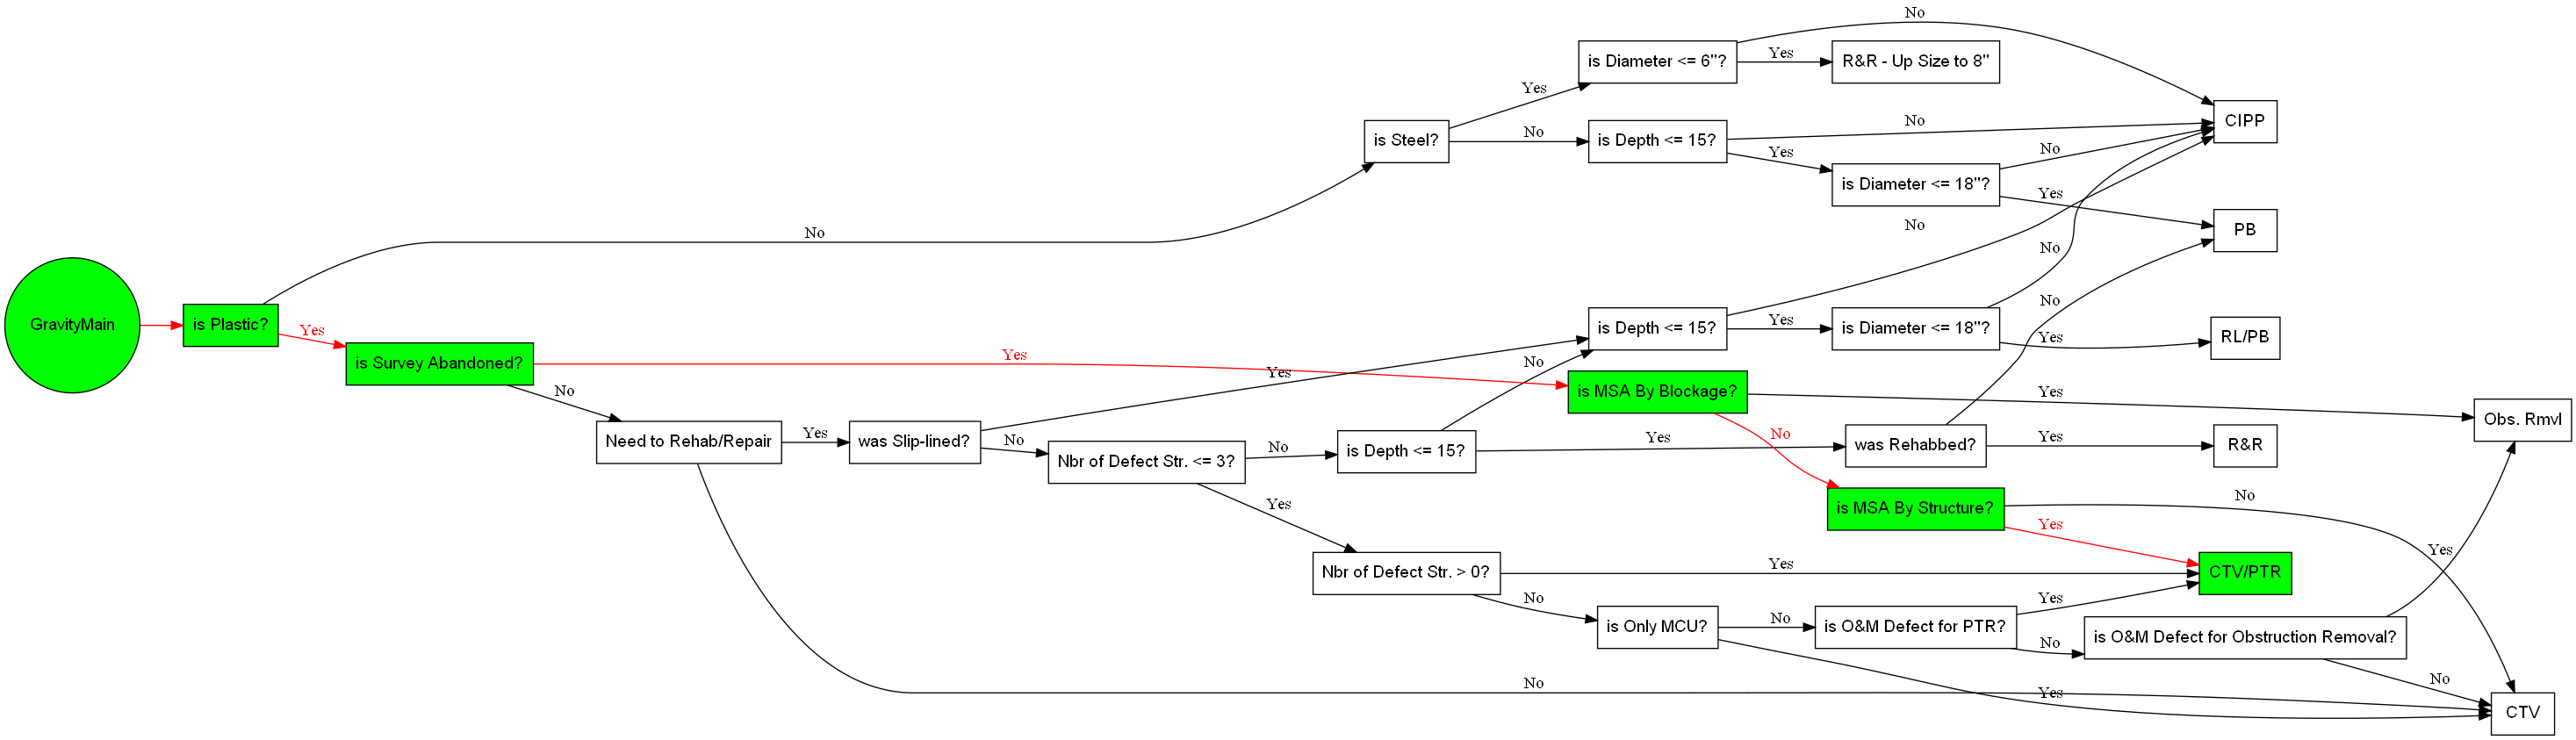 No
is Diameter <= 6"?
Yes
R&R - Up Size to 8"
Yes
is Steel?
No
is Depth <= 15?
No
CIPP
Yes
is Diameter <= 18"?
No
Yes
PB
No
No
No
No
GravityMain
is Plastic?
Yes
is Survey Abandoned?
Yes
No
is Depth <= 15?
Yes
is Diameter <= 18"?
Yes
RL/PB
Yes
No
is MSA By Blockage?
Yes
Obs. Rmvl
No
Need to Rehab/Repair
Yes
was Slip-lined?
No
Nbr of Defect Str. <= 3?
No
is Depth <= 15?
Yes
was Rehabbed?
Yes
R&R
Yes
is MSA By Structure?
No
Yes
Nbr of Defect Str. > 0?
Yes
CTV/PTR
No
is Only MCU?
No
is O&M Defect for PTR?
Yes
No
is O&M Defect for Obstruction Removal?
Yes
No
No
Yes
CTV